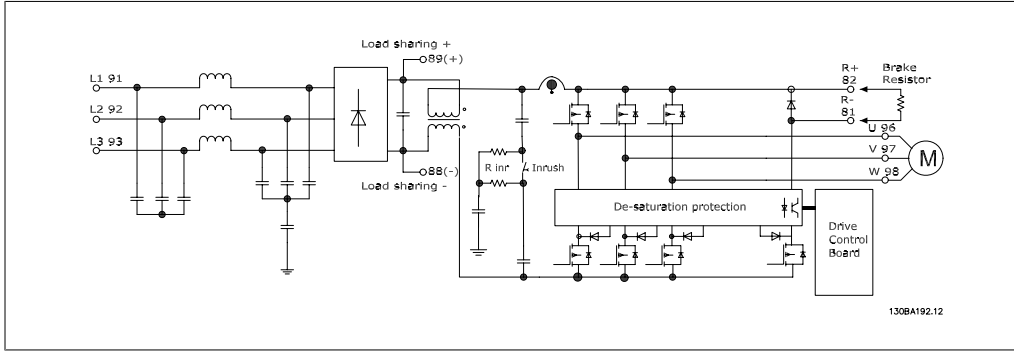 Load sharing +
89(+)
L1 91
L2 92
L3 93
88(-)
Load sharing -
R inr
Inrush
R+
82
Brake
Resistor
R-
81
U 96
V 97
W 98
M
De-saturation protection
Drive
Control
Board
130BA192.12